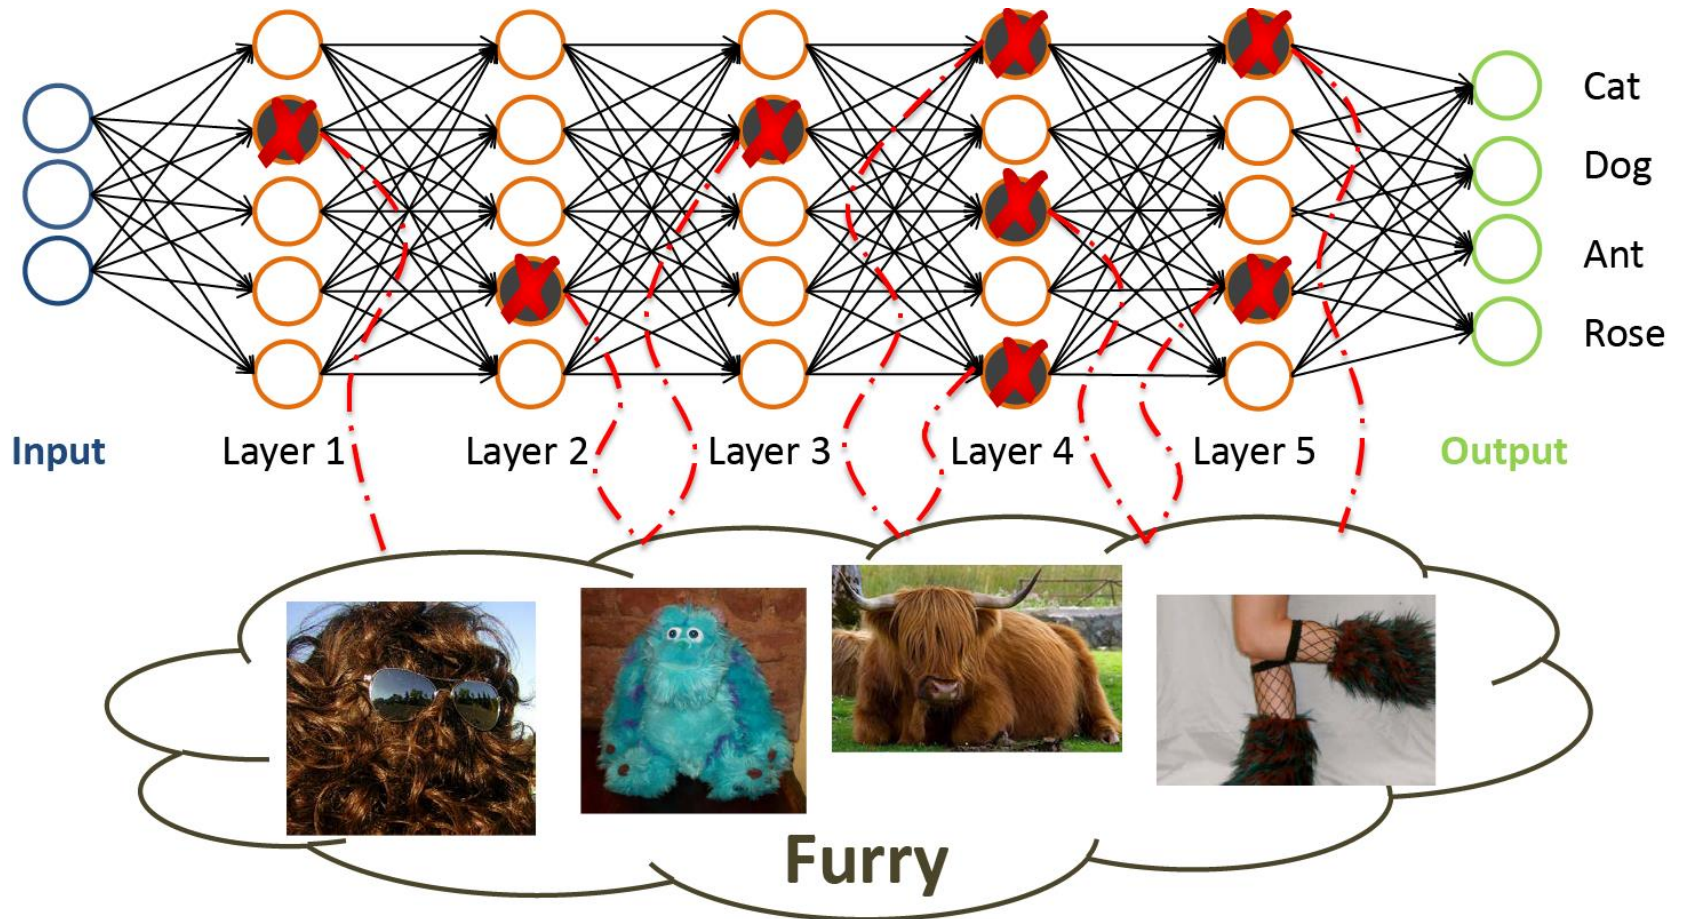 Cat
Dog
Ant
Rose
Input
Layer 1
Layer 2
Layer 3
Layer 4
Layer 5
Output
Furry